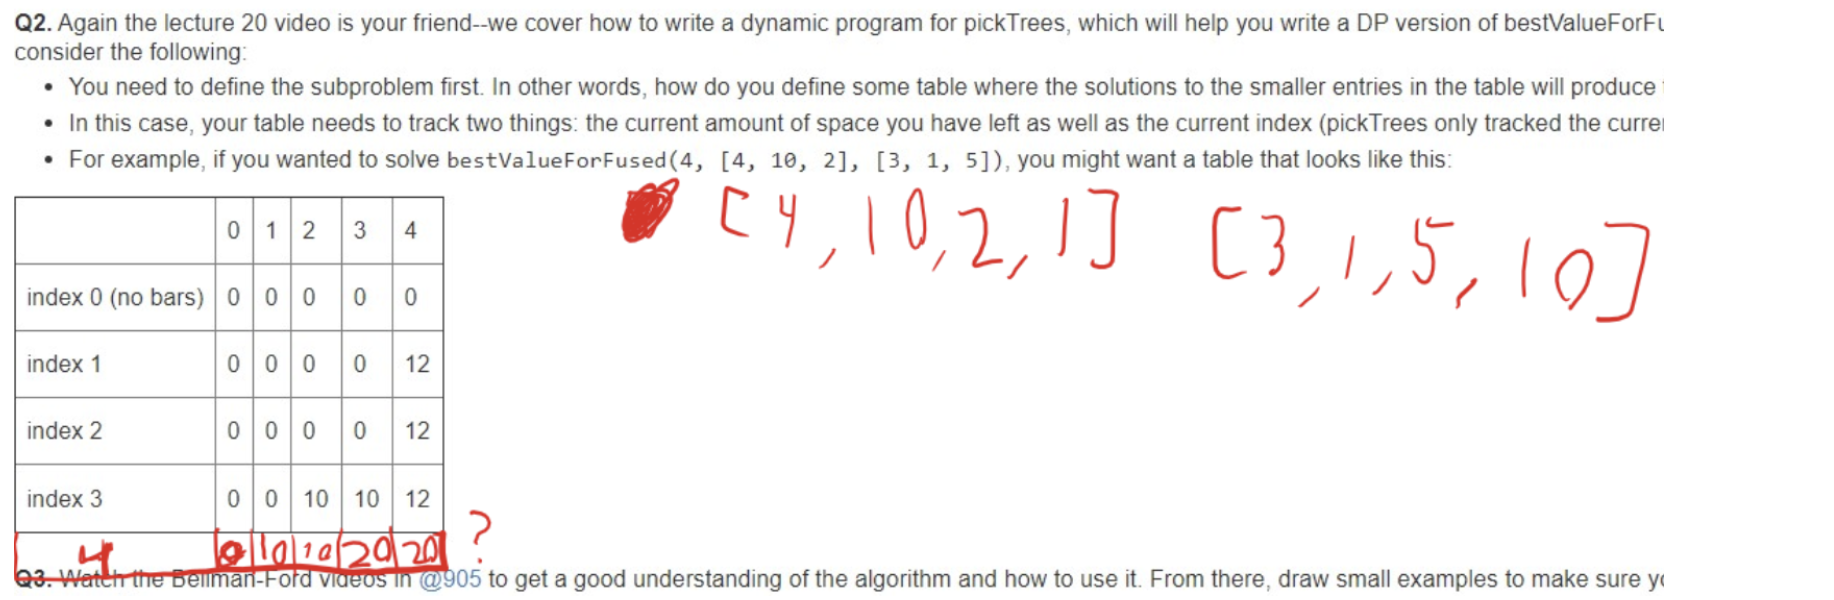 Q2. Again the lecture 20 video is your friend--we cover how to write a dynamic program for pickTrees, which will help you write a DP version of bestValueForFu
consider the following:
• You need to define the subproblem first. In other words, how do you define some table where the solutions to the smaller entries in the table will produce
• In this case, your table needs to track two things: the current amount of space you have left as well as the current index (pickTrees only tracked the curre
• For example, if you wanted to solve bestValueForFused(4, [4, 10, 2], [3, 1, 5]), you might want a table that looks like this:
[4,10,2,1] [3,1,5,10]
0 1 2 3 4
index 0 (no bars) 0 0 0 0 0
index 1 0 0 0 0 12
index 2 0 0 0 0 12
index 3 0 0 10 10 12
4 0 10 10 20 20 ?
Q3. Watch the Bellman-Ford videos in @905 to get a good understanding of the algorithm and how to use it. From there, draw small examples to make sure yo